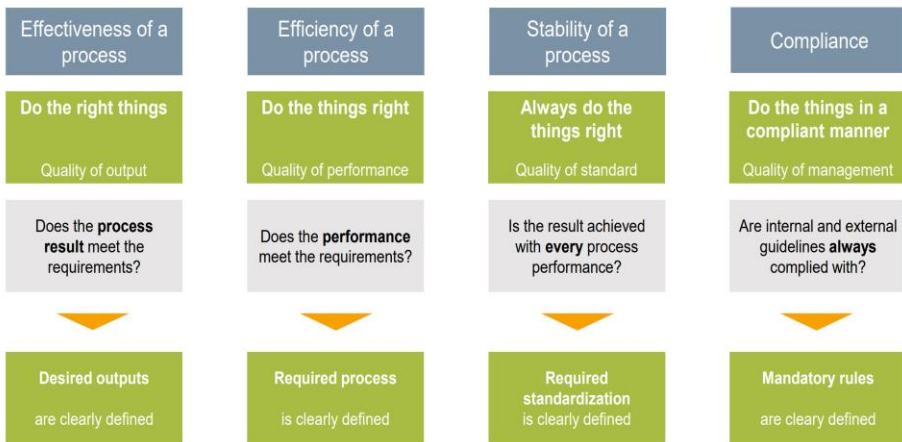 Effectiveness of a
process
Do the right things
Quality of output
Does the process
result meet the
requirements?
Desired outputs
are clearly defined
Efficiency of a
process
Do the things right
Quality of performance
Does the performance
meet the requirements?
Required process
is clearly defined
Stability of a
process
Always do the
things right
Quality of standard
Is the result achieved
with every process
performance?
Required
standardization
is clearly defined
Compliance
Do the things in a
compliant manner
Quality of management
Are internal and external
guidelines always
complied with?
Mandatory rules
are cleary defined